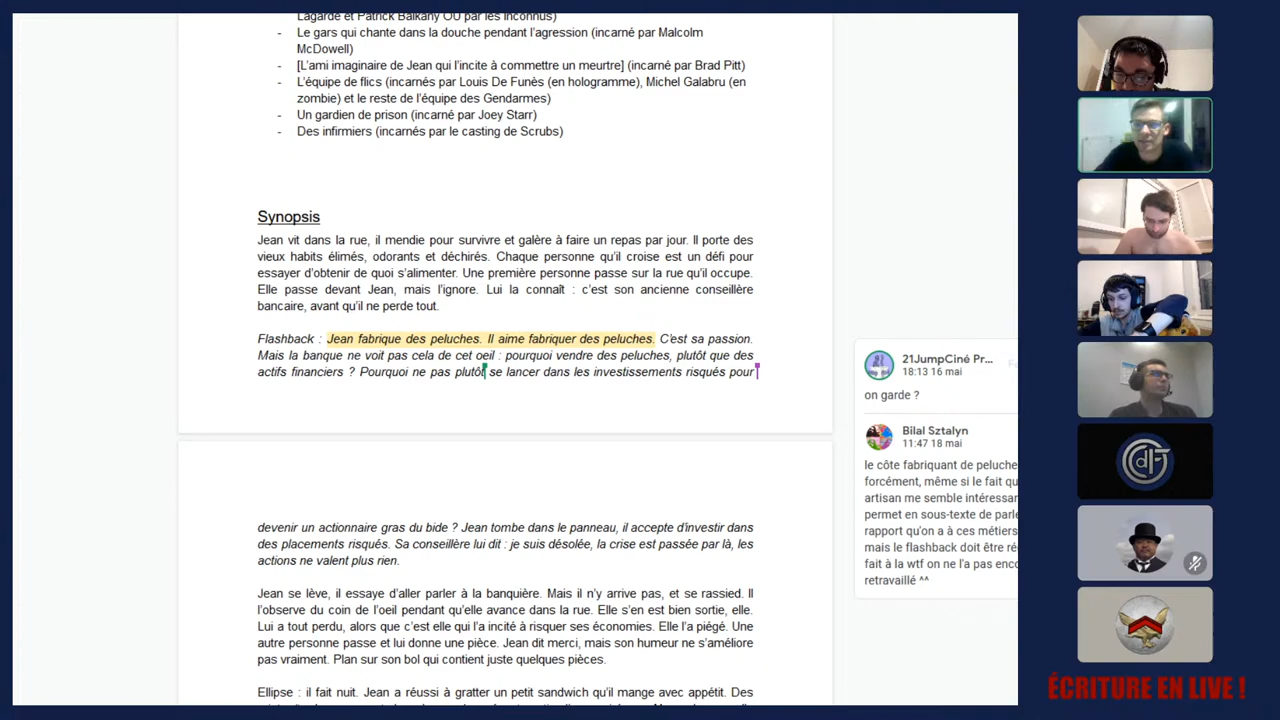 Lagarde et Patrick Balkany OU par les Inconnus)
- Le gars qui chante dans la douche pendant l'agression (incarné par Malcolm
McDowell)
- [L'ami imaginaire de Jean qui l'incite à commettre un meurtre] (incarné par Brad Pitt)
- L'équipe de flics (incarnés par Louis De Funès (en hologramme), Michel Galabru (en
zombie) et le reste de l'équipe des Gendarmes)
- Un gardien de prison (incarné par Joey Starr)
- Des infirmiers (incarnés par le casting de Scrubs)
Synopsis
Jean vit dans la rue, il mendie pour survivre et galère à faire un repas par jour. Il porte des
vieux habits élimés, odorants et déchirés. Chaque personne qu'il croise est un défi pour
essayer d'obtenir de quoi s'alimenter. Une première personne passe sur la rue qu'il occupe.
Elle passe devant Jean, mais l'ignore. Lui la connaît : c'est son ancienne conseillère
bancaire, avant qu'il ne perde tout.
Flashback : Jean fabrique des peluches. Il aime fabriquer des peluches. C'est sa passion.
Mais la banque ne voit pas cela de cet oeil : pourquoi vendre des peluches, plutôt que des
actifs financiers ? Pourquoi ne pas plutôt se lancer dans les investissements risqués pour
devenir un actionnaire gras du bide ? Jean tombe dans le panneau, il accepte d'investir dans
des placements risqués. Sa conseillère lui dit : je suis désolée, la crise est passée par là, les
actions ne valent plus rien.
Jean se lève, il essaye d'aller parler à la banquière. Mais il n'y arrive pas, et se rassied. Il
l'observe du coin de l'oeil pendant qu'elle avance dans la rue. Elle s'en est bien sortie, elle.
Lui a tout perdu, alors que c'est elle qui l'a incité à risquer ses économies. Elle l'a piégé. Une
autre personne passe et lui donne une pièce. Jean dit merci, mais son humeur ne s'améliore
pas vraiment. Plan sur son bol qui contient juste quelques pièces.
Ellipse : il fait nuit. Jean a réussi à gratter un petit sandwich qu'il mange avec appétit. Des
21JumpCiné Pr...
18:13 16 mai
on garde ?
Bilal Sztalyn
11:47 18 mai
le côte fabriquant de peluche
forcément, même si le fait qu
artisan me semble intéressan
permet en sous-texte de parle
rapport qu'on a à ces métiers
mais le flashback doit être ré
fait à la wtf on ne l'a pas enco
retravaillé ^^
ÉCRITURE EN LIVE !